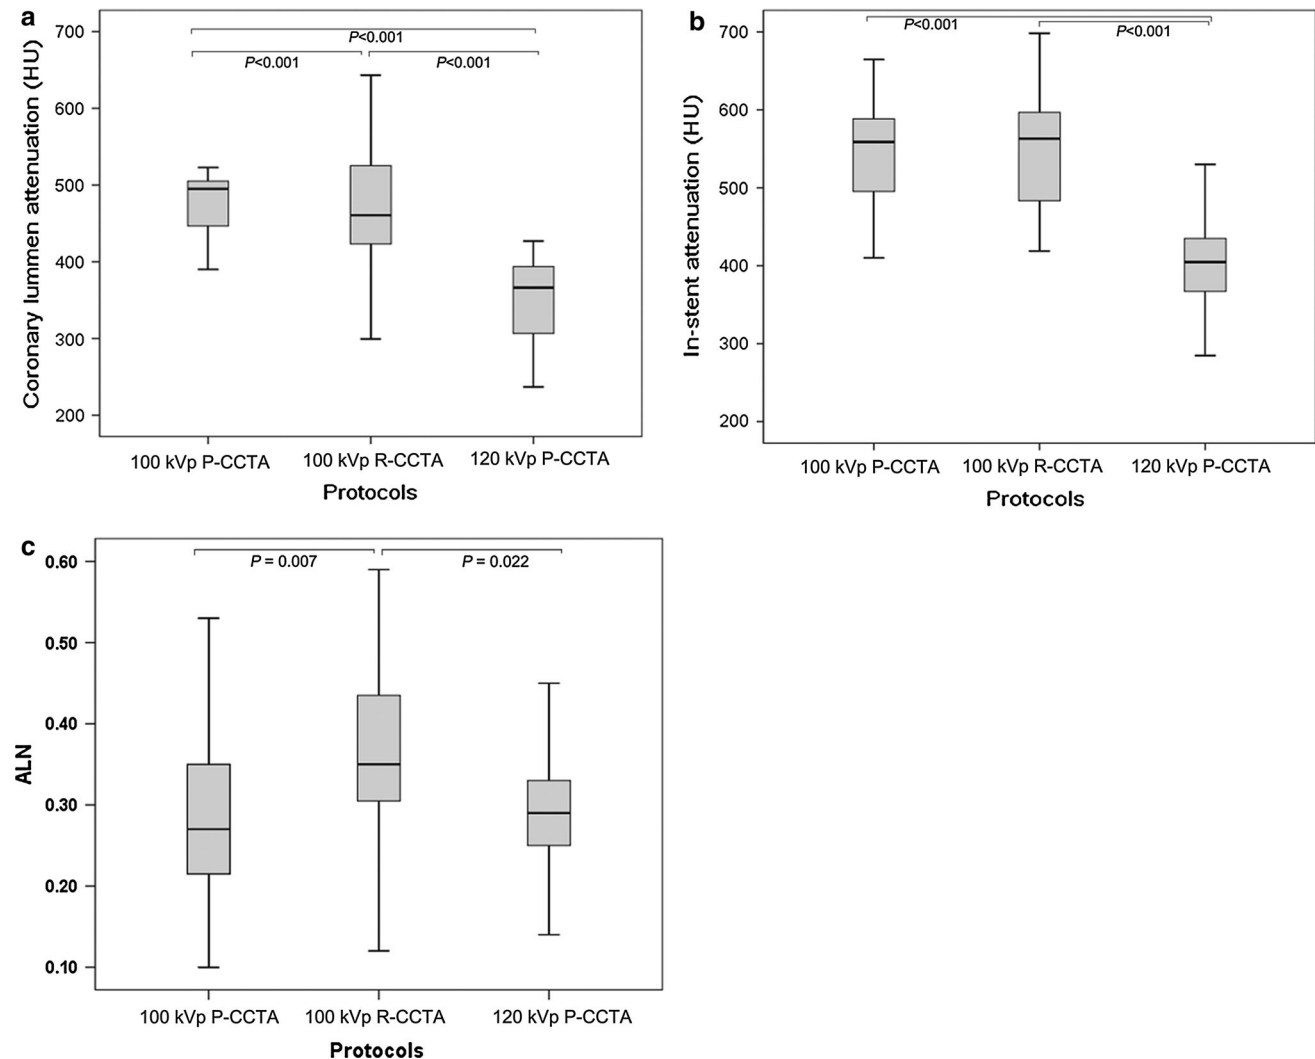 a
Coronary lummen attenuation (HU)
700
600
500
400
300
200
P<0.001
P<0.001
P<0.001
100 kVp P-CCTA
100 kVp R-CCTA
120 kVp P-CCTA
Protocols
b
In-stent attenuation (HU)
700
600
500
400
300
200
P<0.001
P<0.001
100 kVp P-CCTA
100 kVp R-CCTA
120 kVp P-CCTA
Protocols
c
ALN
0.60
0.50
0.40
0.30
0.20
0.10
P = 0.007
P = 0.022
100 kVp P-CCTA
100 kVp R-CCTA
120 kVp P-CCTA
Protocols